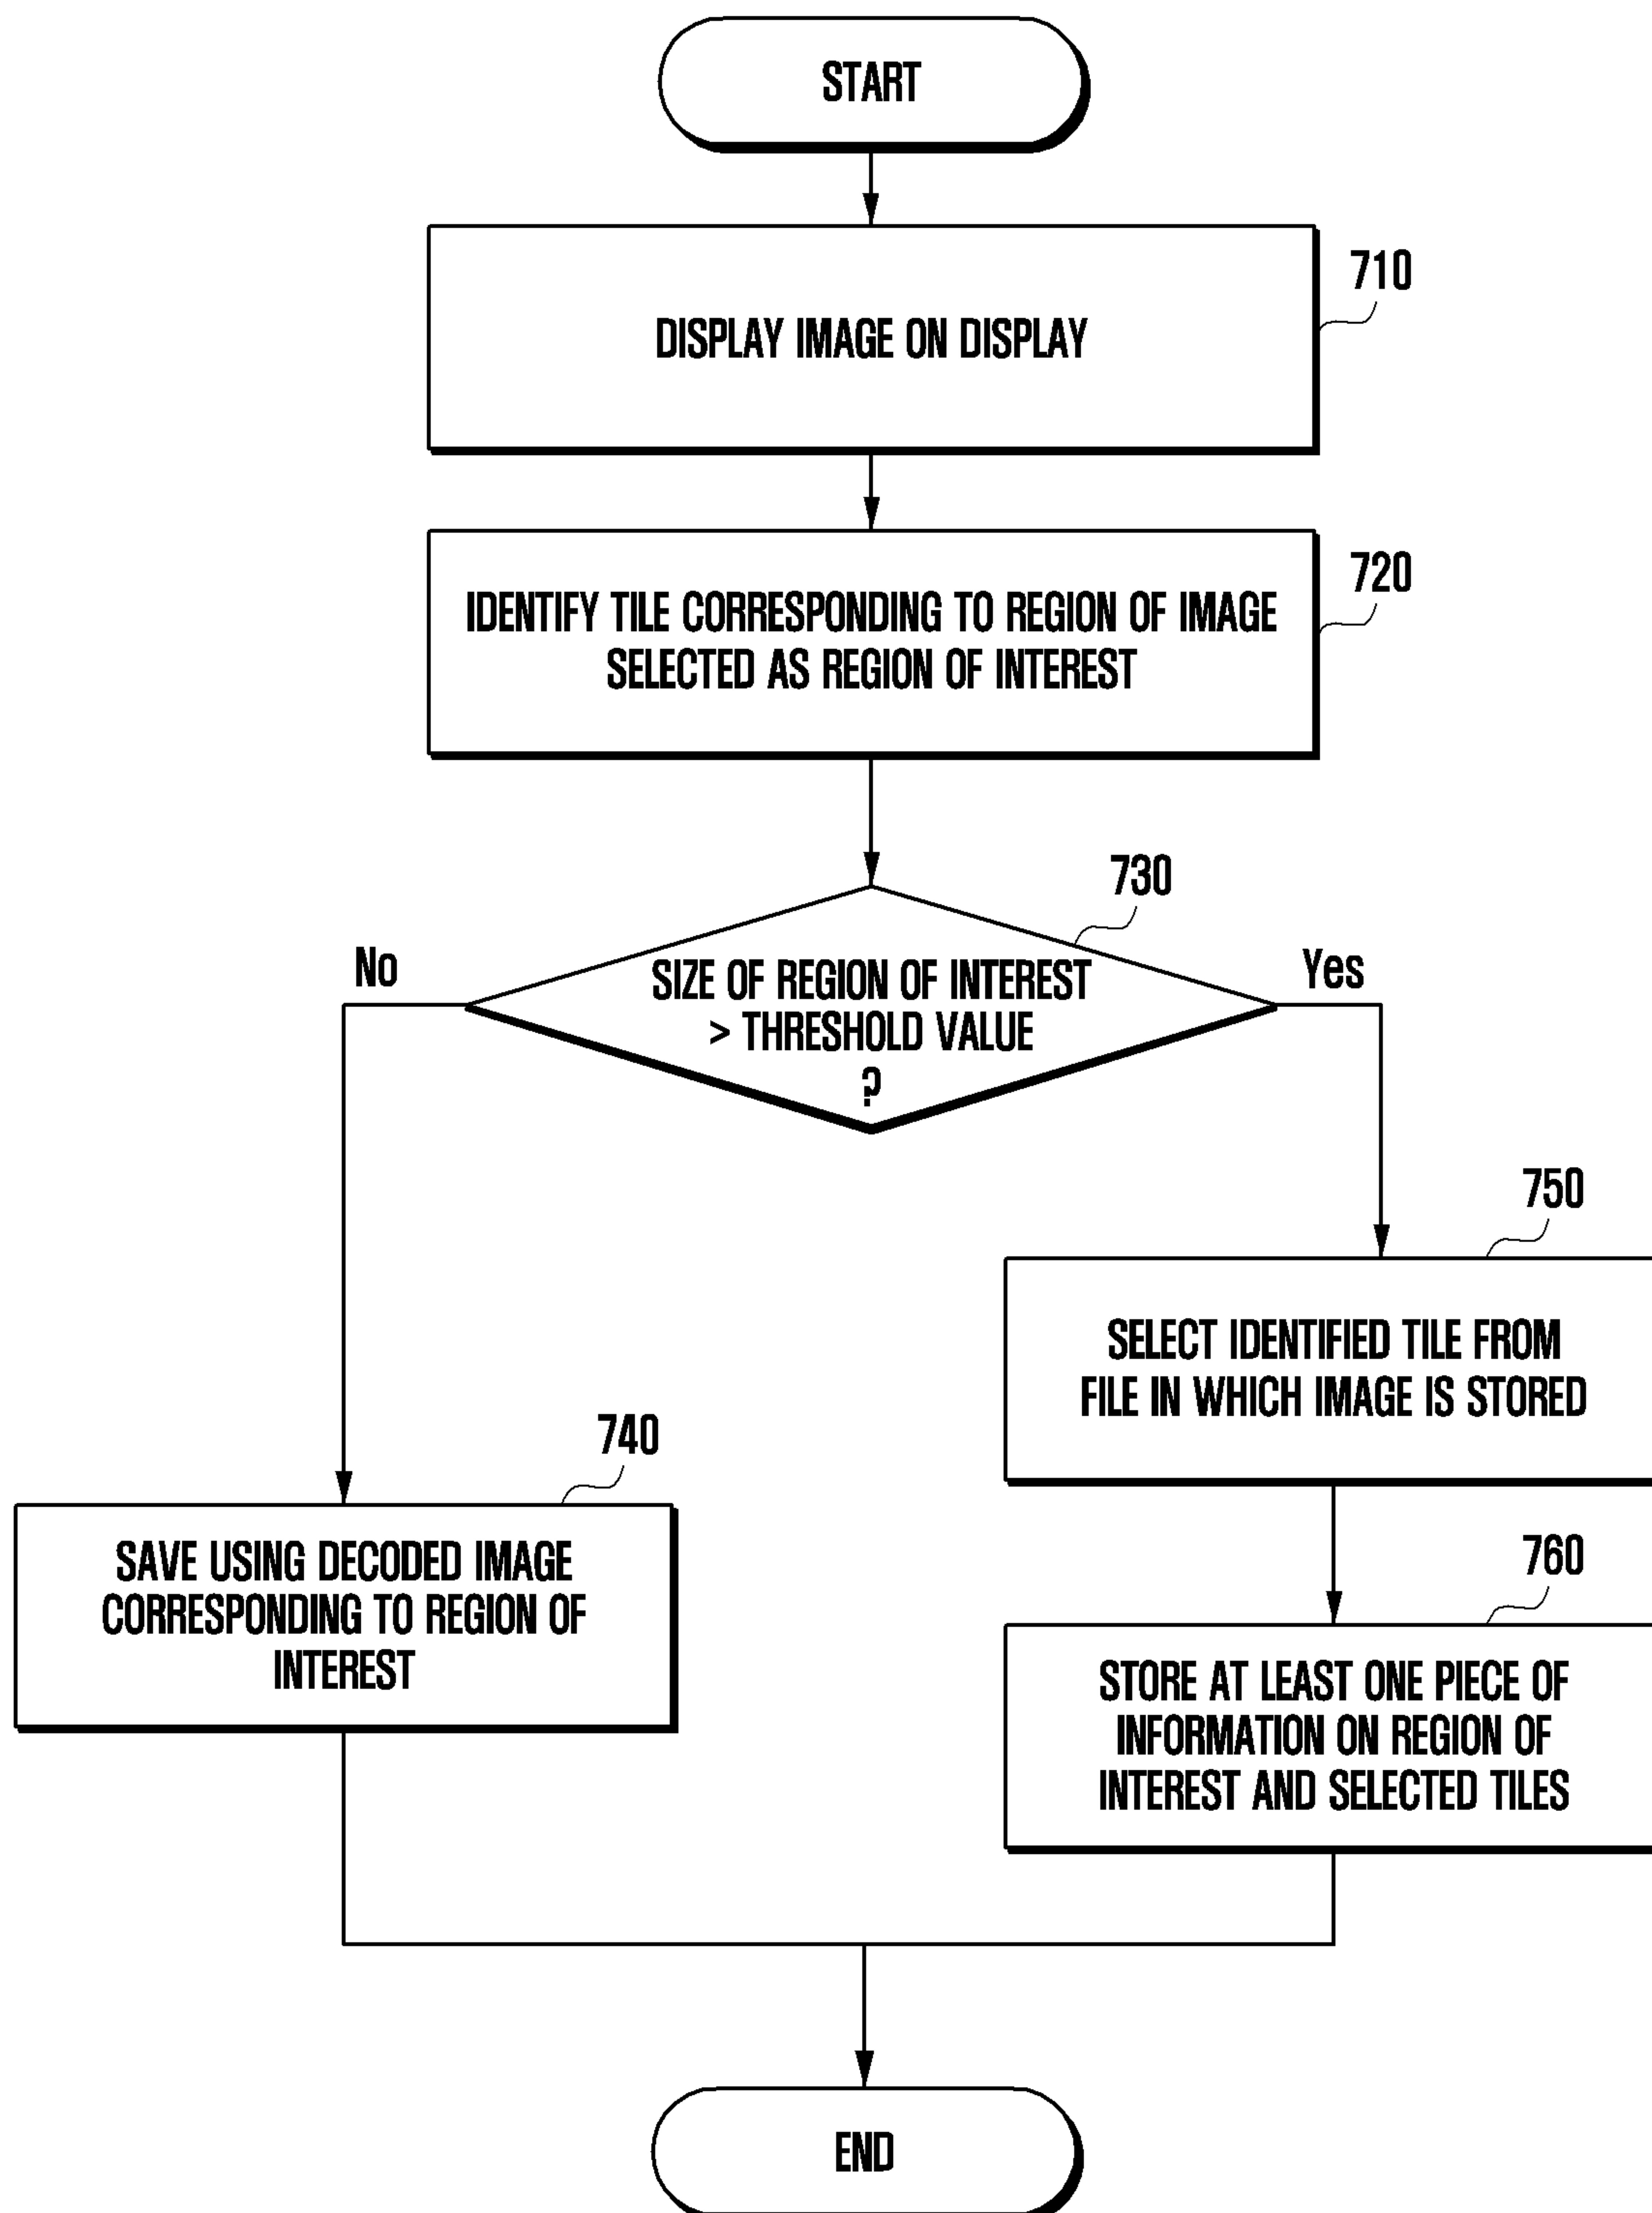 START
710
DISPLAY IMAGE ON DISPLAY
720
IDENTIFY TILE CORRESPONDING TO REGION OF IMAGE
SELECTED AS REGION OF INTEREST
730
SIZE OF REGION OF INTEREST
> THRESHOLD VALUE
?
No
Yes
750
SELECT IDENTIFIED TILE FROM
FILE IN WHICH IMAGE IS STORED
740
SAVE USING DECODED IMAGE
CORRESPONDING TO REGION OF
INTEREST
760
STORE AT LEAST ONE PIECE OF
INFORMATION ON REGION OF
INTEREST AND SELECTED TILES
END